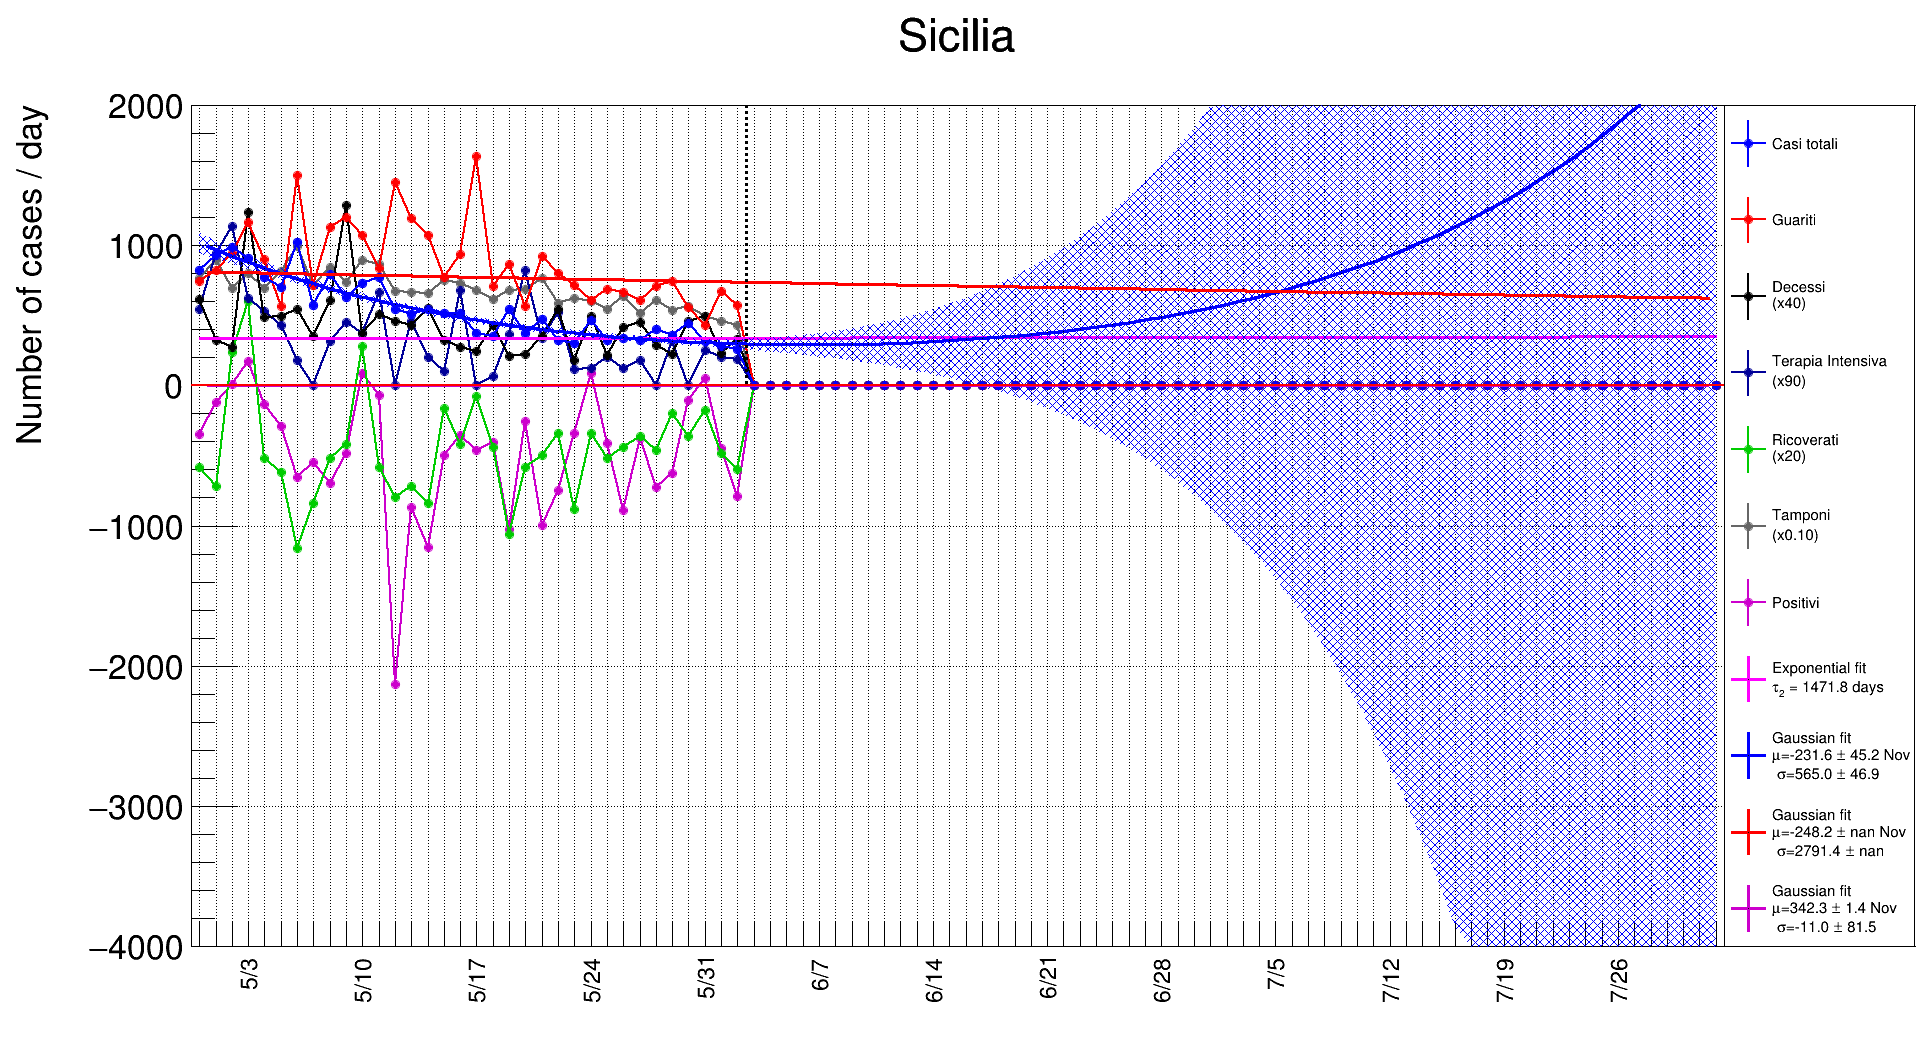 Sicilia
Number of cases / day
2000
1000
0
−1000
−2000
−3000
−4000
5/3
5/10
5/17
5/24
5/31
6/7
6/14
6/21
6/28
7/5
7/12
7/19
7/26
Casi totali
Guariti
Decessi
(x40)
Terapia Intensiva
(x90)
Ricoverati
(x20)
Tamponi
(x0.10)
Positivi
Exponential fit
τ2 = 1471.8 days
Gaussian fit
μ=-231.6 ± 45.2 Nov
σ=565.0 ± 46.9
Gaussian fit
μ=-248.2 ± nan Nov
σ=2791.4 ± nan
Gaussian fit
μ=342.3 ± 1.4 Nov
σ=-11.0 ± 81.5